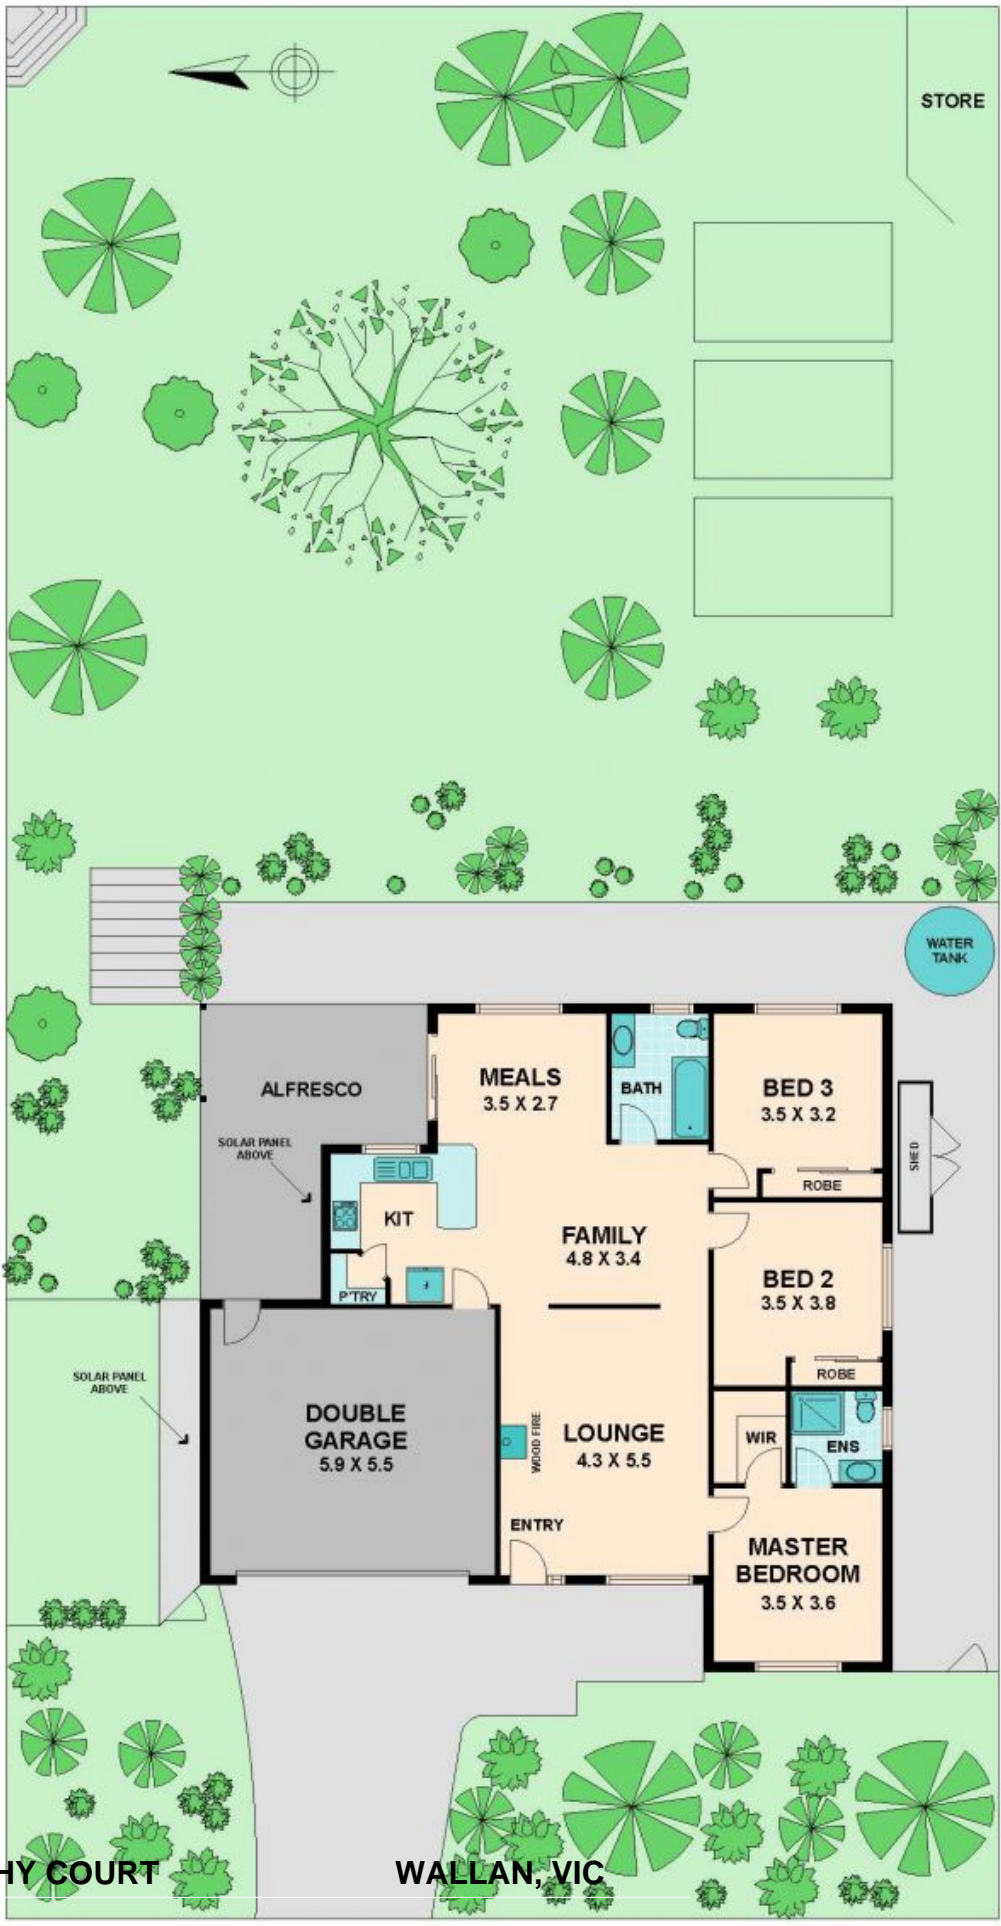 STORE
WATER
TANK
ALFRESCO
SOLAR PANEL
ABOVE
MEALS
3.5 X 2.7
BATH
BED 3
3.5 X 3.2
ROBE
SHED
KIT
P'TRY
FAMILY
4.8 X 3.4
BED 2
3.5 X 3.8
ROBE
SOLAR PANEL
ABOVE
DOUBLE
GARAGE
5.9 X 5.5
WOOD FIRE
LOUNGE
4.3 X 5.5
WIR
ENS
ENTRY
MASTER
BEDROOM
3.5 X 3.6
HY COURT
WALLAN, VIC